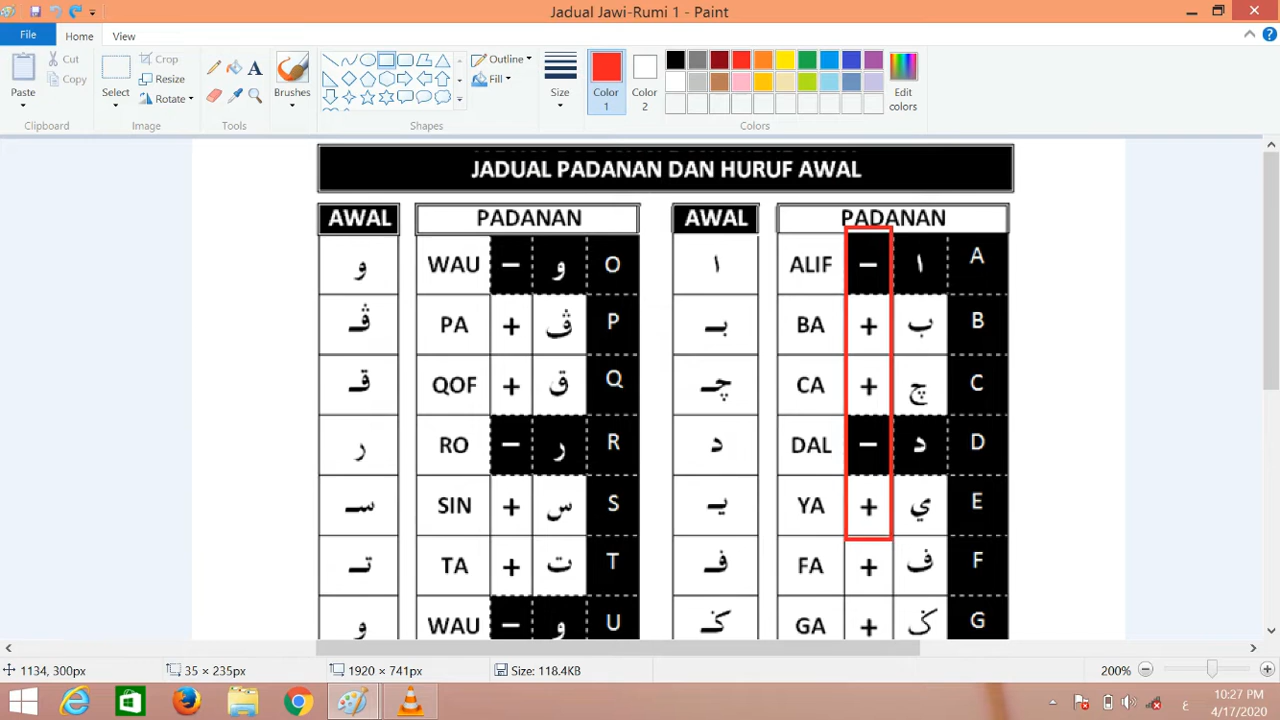 Jadual Jawi-Rumi 1 - Paint
File Home View
Paste
Cut
Copy
Clipboard
Select
Crop
Resize
Rotate
Image
A
Tools
Brushes
Outline
Fill
Shapes
Size
Color 1
Color 2
Edit colors
Colors
JADUAL PADANAN DAN HURUF AWAL
AWAL PADANAN AWAL PADANAN
و WAU − و O ا ALIF − ا A
ڤـ PA + ڤ P بـ BA + ب B
قـ QOF + ق Q چـ CA + چ C
ر RO − ر R د DAL − د D
سـ SIN + س S يـ YA + ي E
تـ TA + ت T فـ FA + ف F
و WAU − و U ݢـ GA + ݢ G
1134, 300px 35 × 235px 1920 × 741px Size: 118.4KB 200%
ع
10:27 PM
4/17/2020